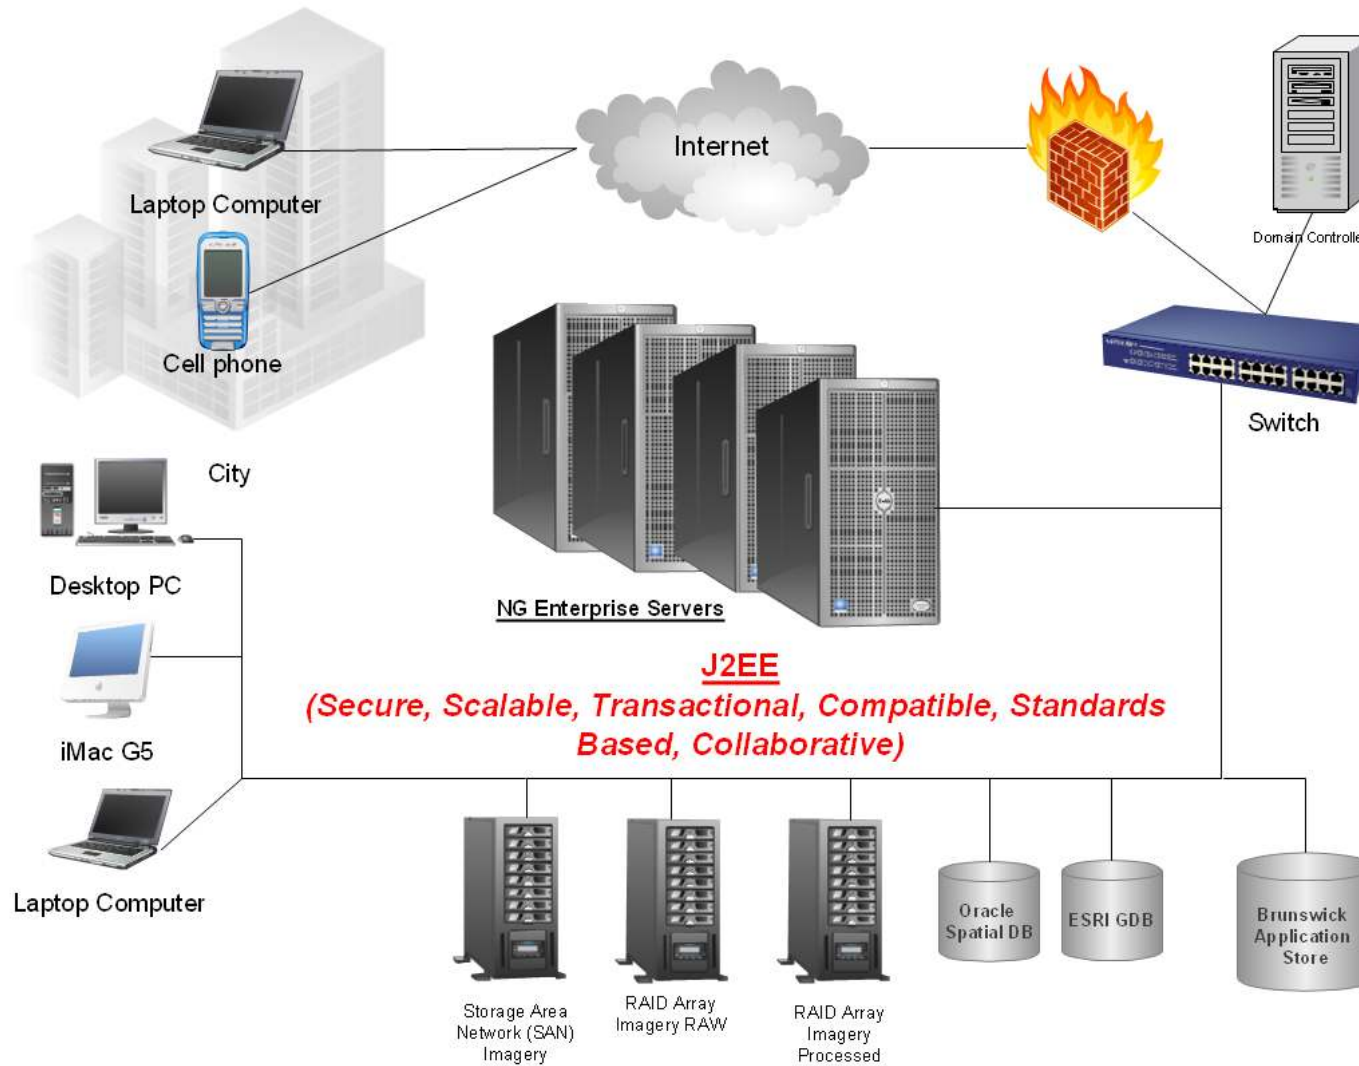 Internet
Laptop Computer
Domain Controlle
Cell phone
Switch
City
Desktop PC
NG Enterprise Servers
J2EE
(Secure, Scalable, Transactional, Compatible, Standards
Based, Collaborative)
iMac G5
Laptop Computer
Oracle
Spatial DB
ESRI GDB
Brunswick
Application
Store
Storage Area
Network (SAN)
Imagery
RAID Array
Imagery RAW
RAID Array
Imagery
Processed